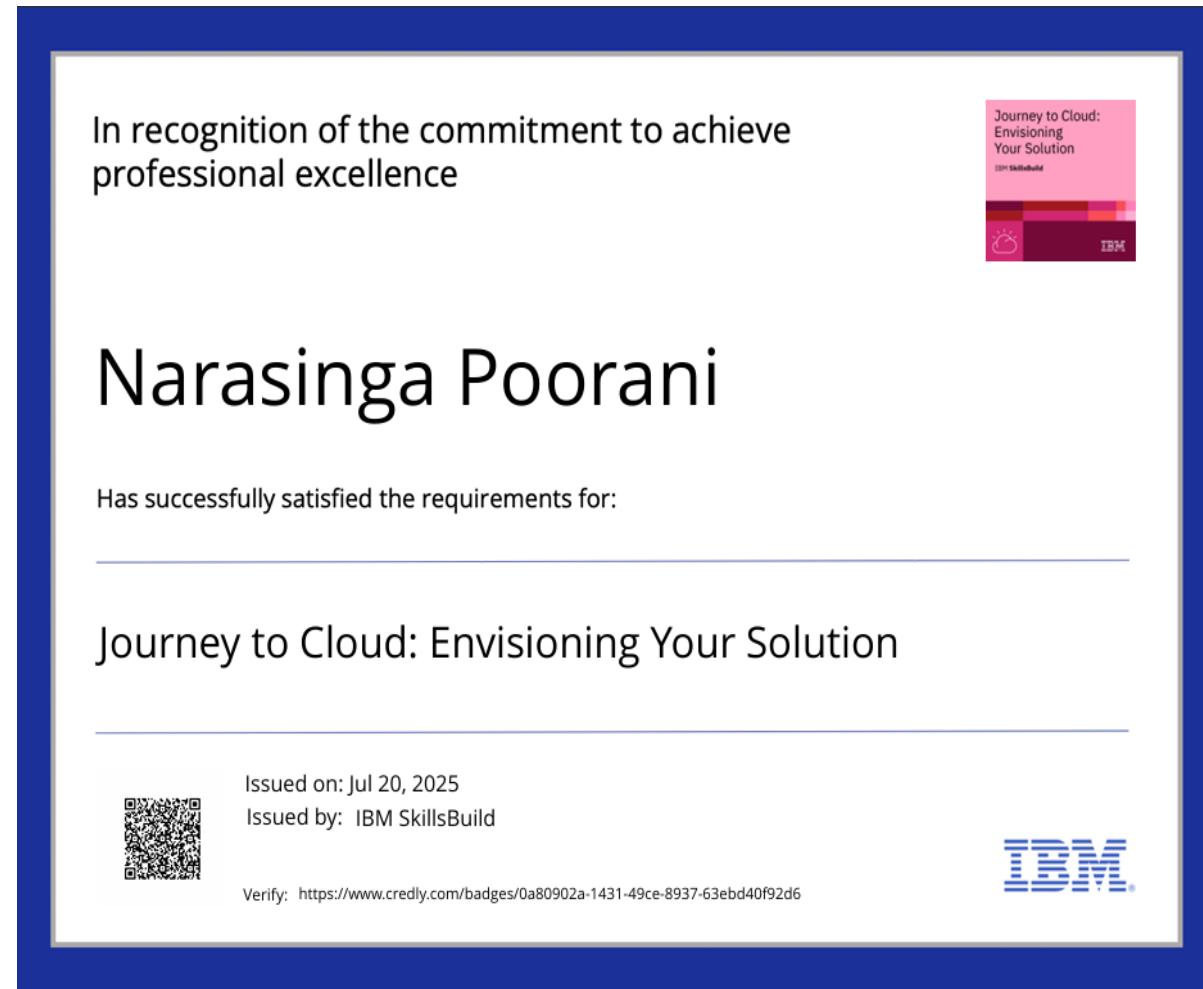 In recognition of the commitment to achieve
professional excellence
Journey to Cloud:
Envisioning
Your Solution
IBM SkillsBuild
IBM
Narasinga Poorani
Has successfully satisfied the requirements for:
Journey to Cloud: Envisioning Your Solution
Issued on: Jul 20, 2025
Issued by: IBM SkillsBuild
Verify: https://www.credly.com/badges/0a80902a-1431-49ce-8937-63ebd40f92d6
IBM®